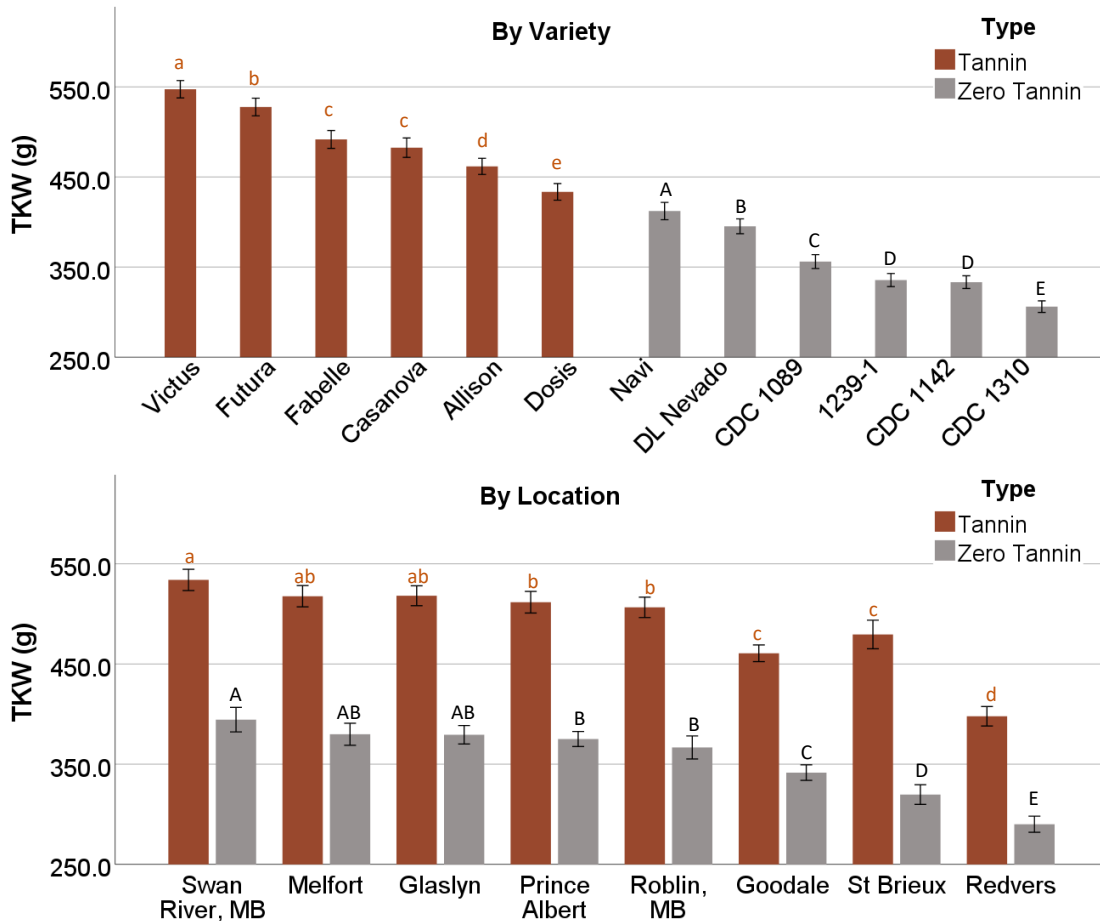 By Variety
Type
Tannin
Zero Tannin
TKW (g)
550.0
450.0
350.0
250.0
a
b
c
c
d
e
A
B
C
D
D
E
Victus
Futura
Fabelle
Casanova
Allison
Dosis
Navi
DL Nevado
CDC 1089
1239-1
CDC 1142
CDC 1310
By Location
Type
Tannin
Zero Tannin
TKW (g)
550.0
450.0
350.0
250.0
a
ab
ab
b
b
c
c
d
A
AB
AB
B
B
C
D
E
Swan
River, MB
Melfort
Glaslyn
Prince
Albert
Roblin,
MB
Goodale
St Brieux
Redvers